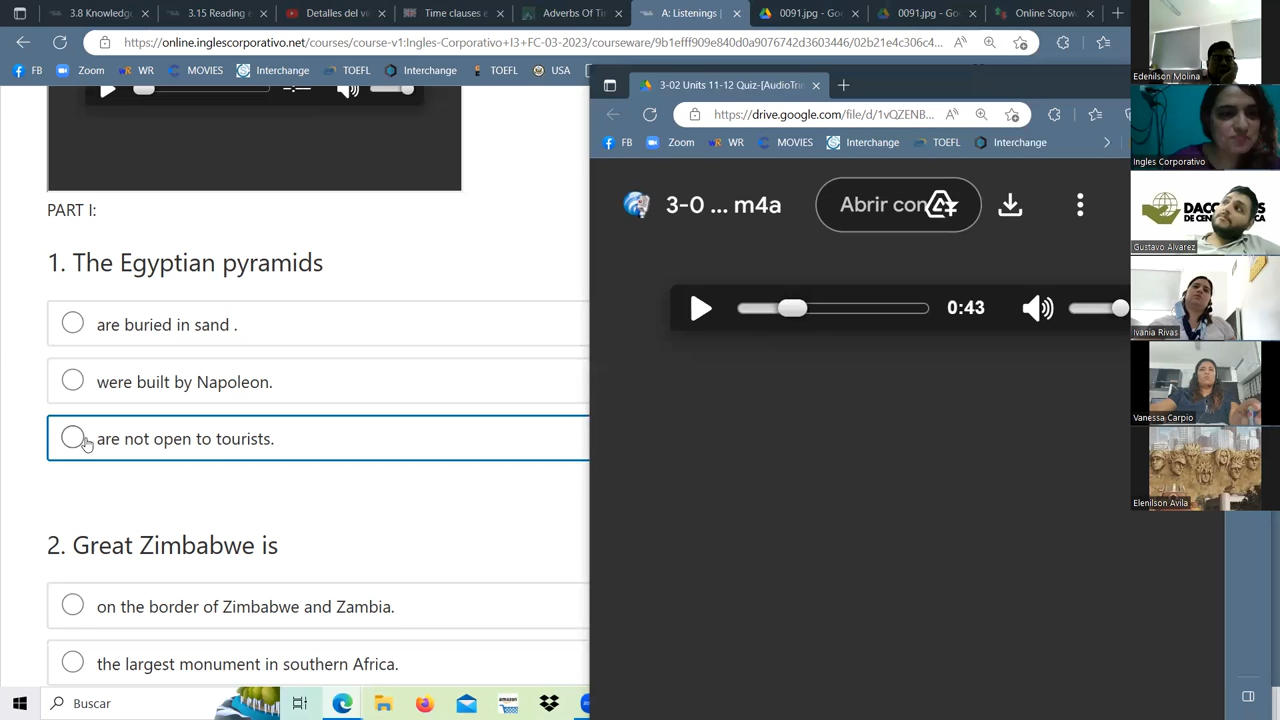 3.8 Knowledg
3.15 Reading e
Detalles del vi
Time clauses e
Adverbs Of Ti
A: Listenings |
0091.jpg - Go
0091.jpg - Go
Online Stopw
https://online.inglescorporativo.net/courses/course-v1:Ingles-Corporativo+I3+FC-03-2023/courseware/9b1efff909e840d0a9076742d3603446/02b21e4c306c4...
FB
Zoom
WR
MOVIES
Interchange
TOEFL
Interchange
TOEFL
USA
3-02 Units 11-12 Quiz-[AudioTri
https://drive.google.com/file/d/1vQZENB...
FB
Zoom
WR
MOVIES
Interchange
TOEFL
Interchange
3-0 ... m4a
Abrir con
0:43
PART I:
1. The Egyptian pyramids
are buried in sand .
were built by Napoleon.
are not open to tourists.
2. Great Zimbabwe is
on the border of Zimbabwe and Zambia.
the largest monument in southern Africa.
Buscar
amazon
Edenilson Molina
Ingles Corporativo
Gustavo Alvarez
Ivania Rivas
Vanessa Carpio
Elenilson Avila